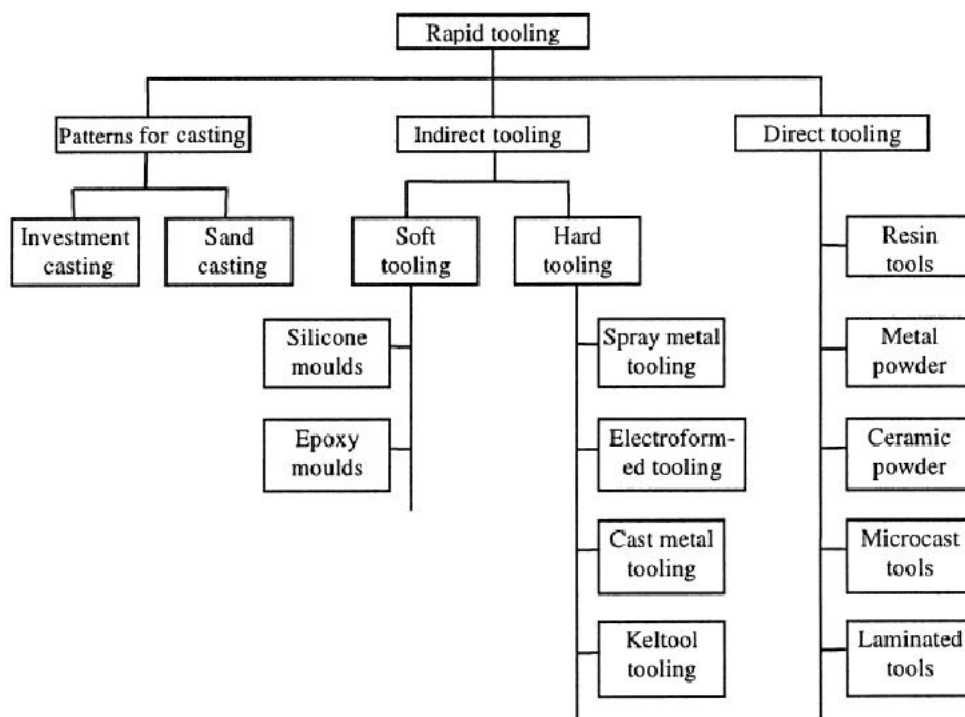 Rapid tooling
Patterns for casting
Indirect tooling
Direct tooling
Investment
casting
Sand
casting
Soft
tooling
Hard
tooling
Resin
tools
Silicone
moulds
Spray metal
tooling
Metal
powder
Epoxy
moulds
Electroform-
ed tooling
Ceramic
powder
Cast metal
tooling
Microcast
tools
Keltool
tooling
Laminated
tools